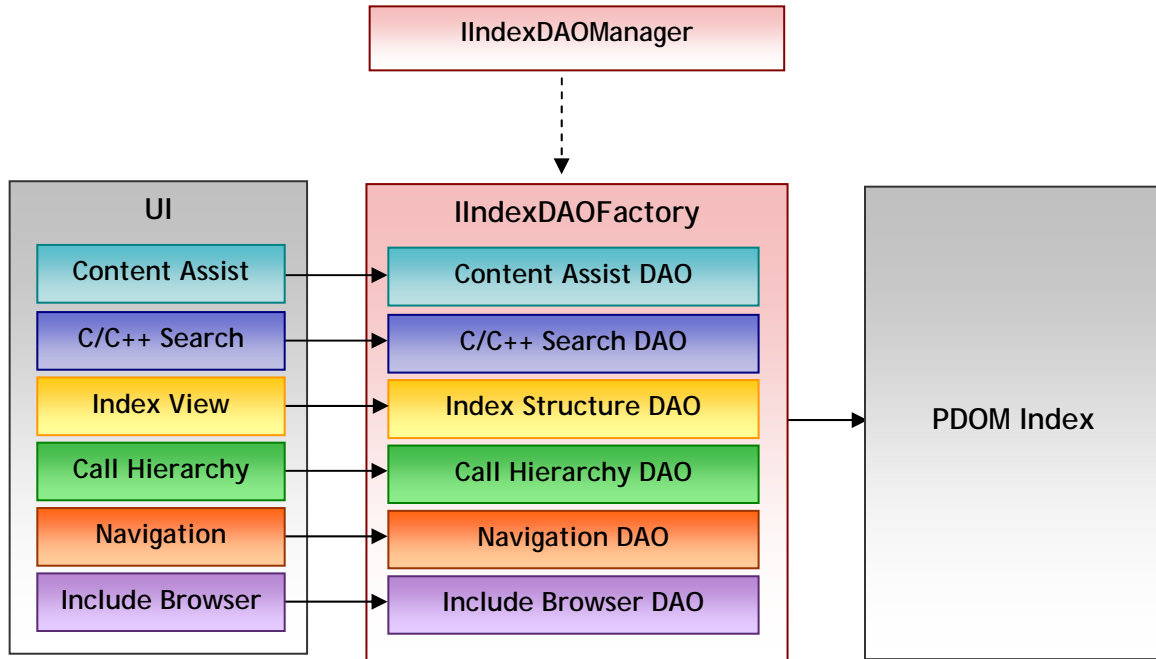 IIndexDAOManager
UI
Content Assist
C/C++ Search
Index View
Call Hierarchy
Navigation
Include Browser
IIndexDAOFactory
Content Assist DAO
C/C++ Search DAO
Index Structure DAO
Call Hierarchy DAO
Navigation DAO
Include Browser DAO
PDOM Index